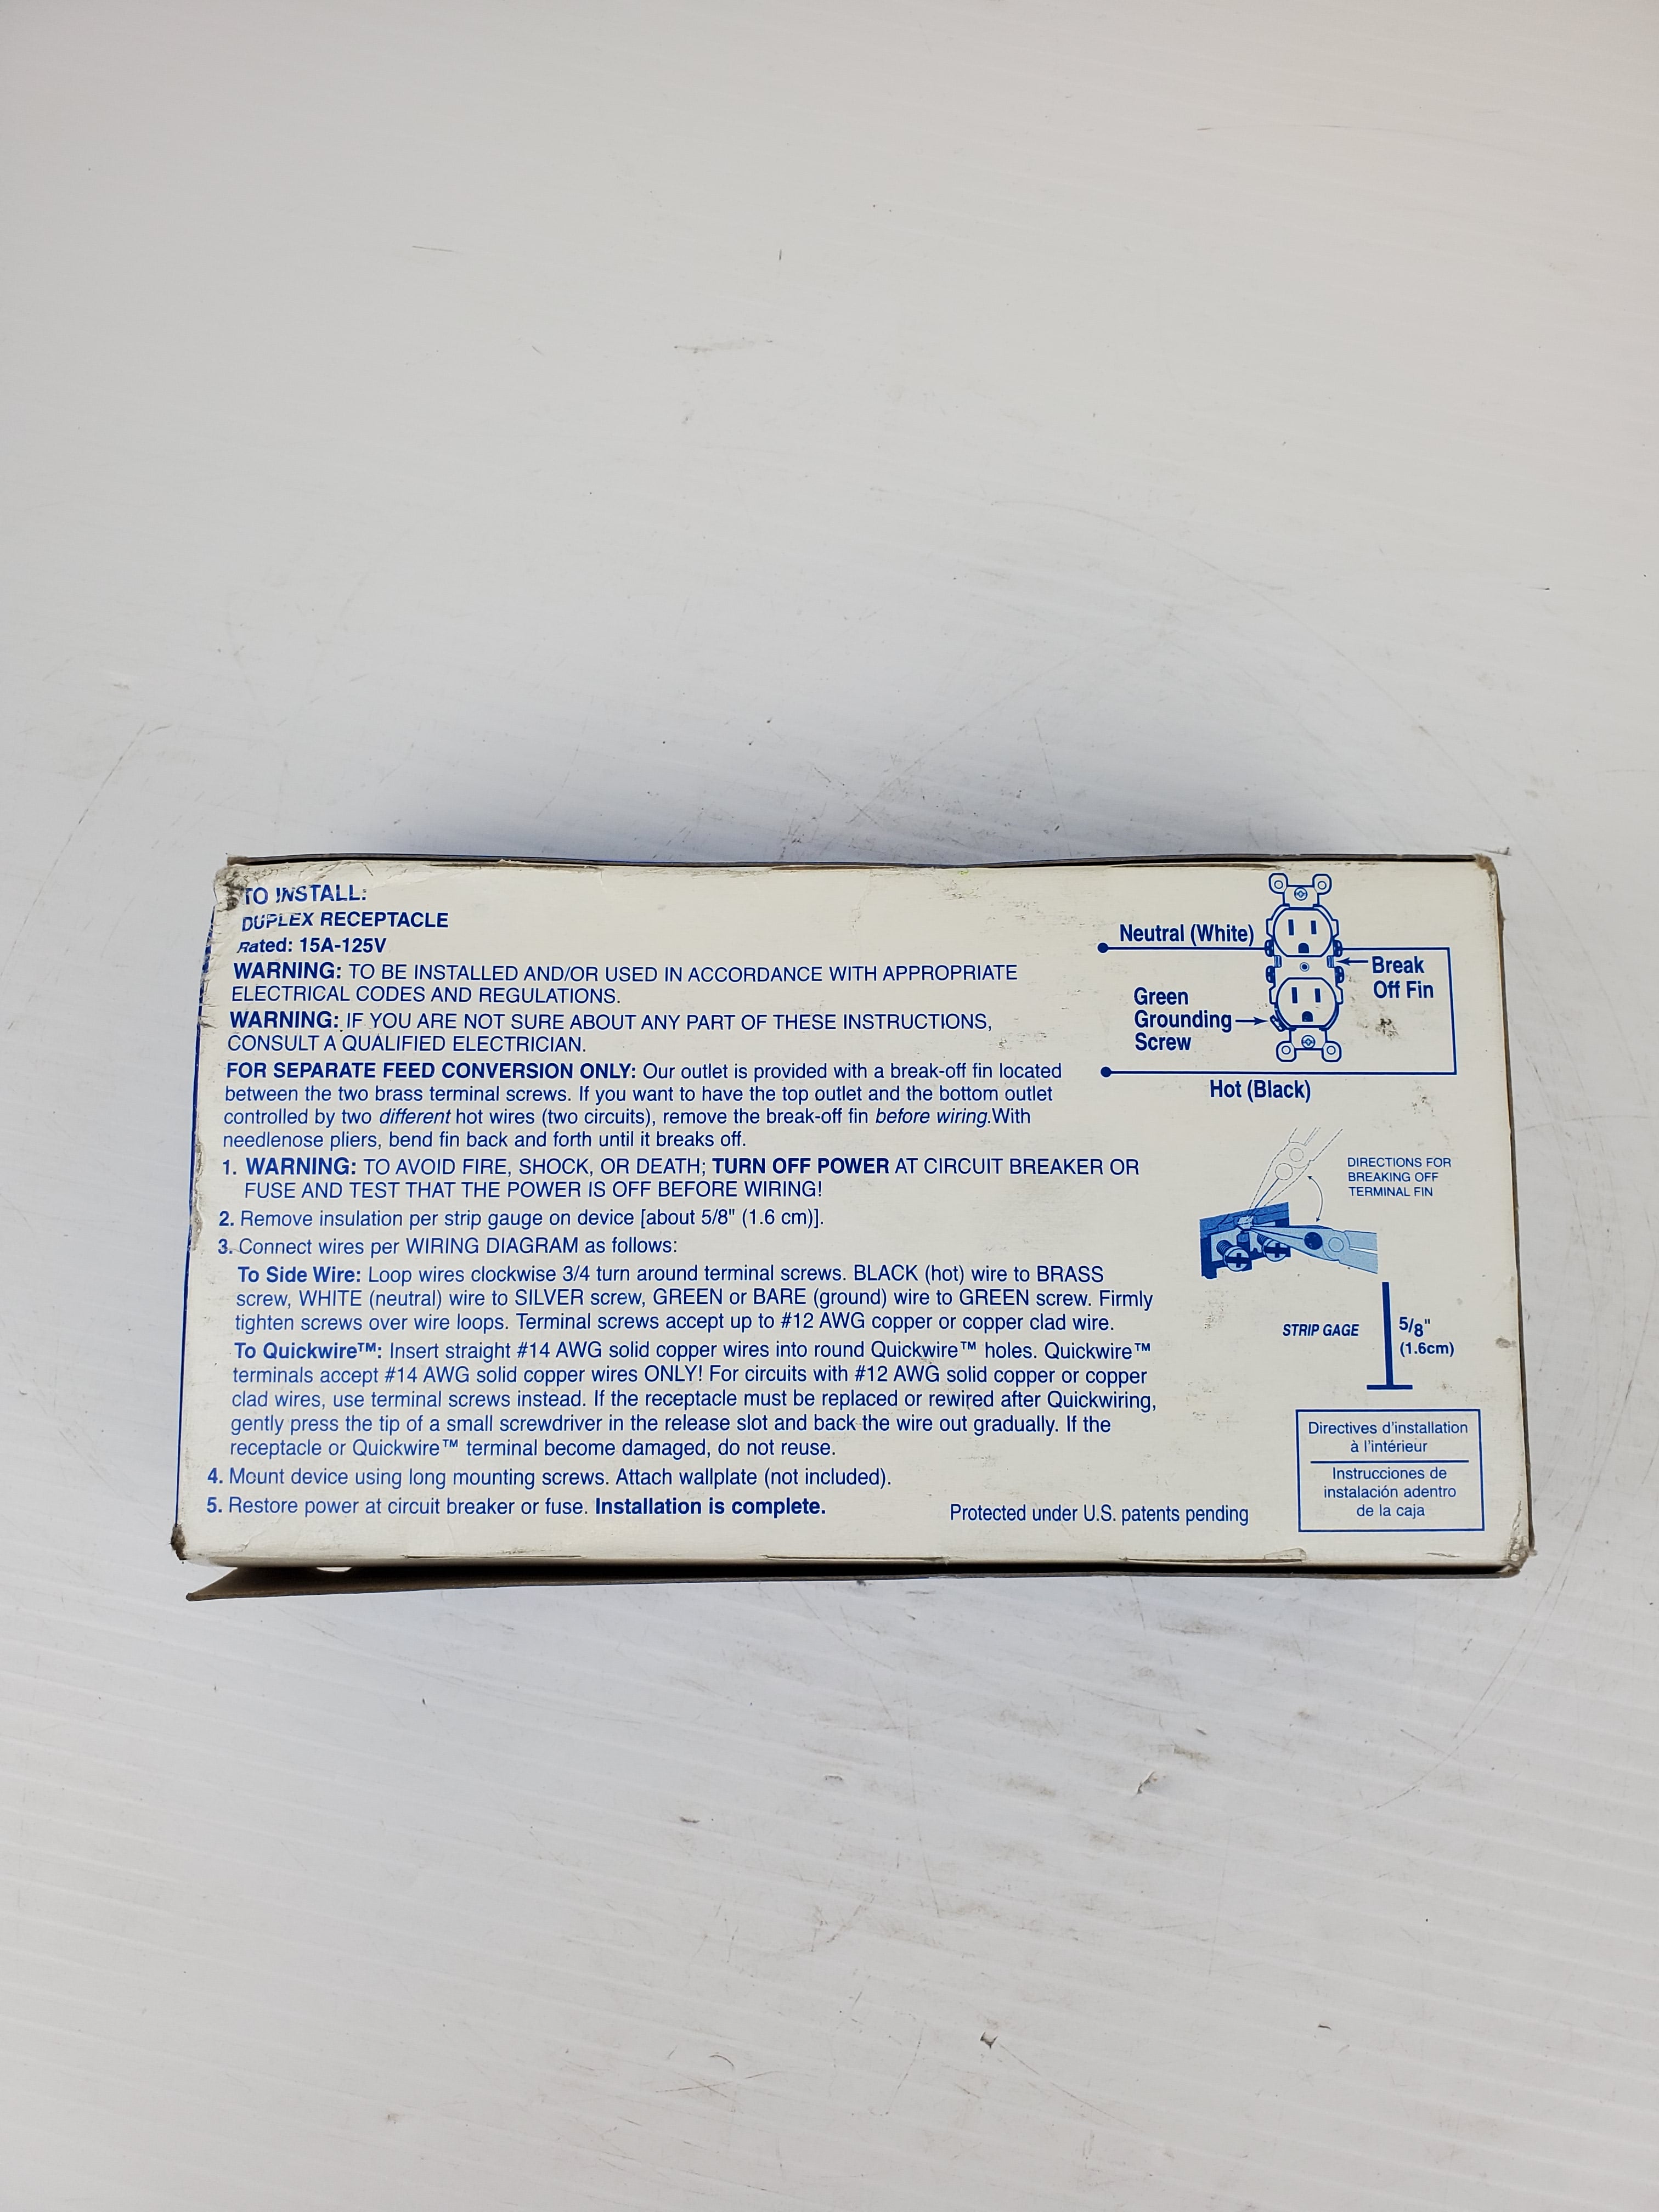 TO INSTALL:
DUPLEX RECEPTACLE
Rated: 15A-125V
WARNING: TO BE INSTALLED AND/OR USED IN ACCORDANCE WITH APPROPRIATE
ELECTRICAL CODES AND REGULATIONS.
WARNING: IF YOU ARE NOT SURE ABOUT ANY PART OF THESE INSTRUCTIONS,
CONSULT A QUALIFIED ELECTRICIAN.
FOR SEPARATE FEED CONVERSION ONLY: Our outlet is provided with a break-off fin located
between the two brass terminal screws. If you want to have the top outlet and the bottom outlet
controlled by two different hot wires (two circuits), remove the break-off fin before wiring.With
needlenose pliers, bend fin back and forth until it breaks off.
1. WARNING: TO AVOID FIRE, SHOCK, OR DEATH; TURN OFF POWER AT CIRCUIT BREAKER OR
FUSE AND TEST THAT THE POWER IS OFF BEFORE WIRING!
2. Remove insulation per strip gauge on device [about 5/8" (1.6 cm)].
3. Connect wires per WIRING DIAGRAM as follows:
To Side Wire: Loop wires clockwise 3/4 turn around terminal screws. BLACK (hot) wire to BRASS
screw, WHITE (neutral) wire to SILVER screw, GREEN or BARE (ground) wire to GREEN screw. Firmly
tighten screws over wire loops. Terminal screws accept up to #12 AWG copper or copper clad wire.
To Quickwire™: Insert straight #14 AWG solid copper wires into round Quickwire™ holes. Quickwire™
terminals accept #14 AWG solid copper wires ONLY! For circuits with #12 AWG solid copper or copper
clad wires, use terminal screws instead. If the receptacle must be replaced or rewired after Quickwiring,
gently press the tip of a small screwdriver in the release slot and back the wire out gradually. If the
receptacle or Quickwire™ terminal become damaged, do not reuse.
4. Mount device using long mounting screws. Attach wallplate (not included).
5. Restore power at circuit breaker or fuse. Installation is complete.
Protected under U.S. patents pending
Neutral (White)
Break
Off Fin
Green
Grounding
Screw
Hot (Black)
DIRECTIONS FOR
BREAKING OFF
TERMINAL FIN
STRIP GAGE
5/8"
(1.6cm)
Directives d'installation
à l'intérieur
Instrucciones de
instalación adentro
de la caja